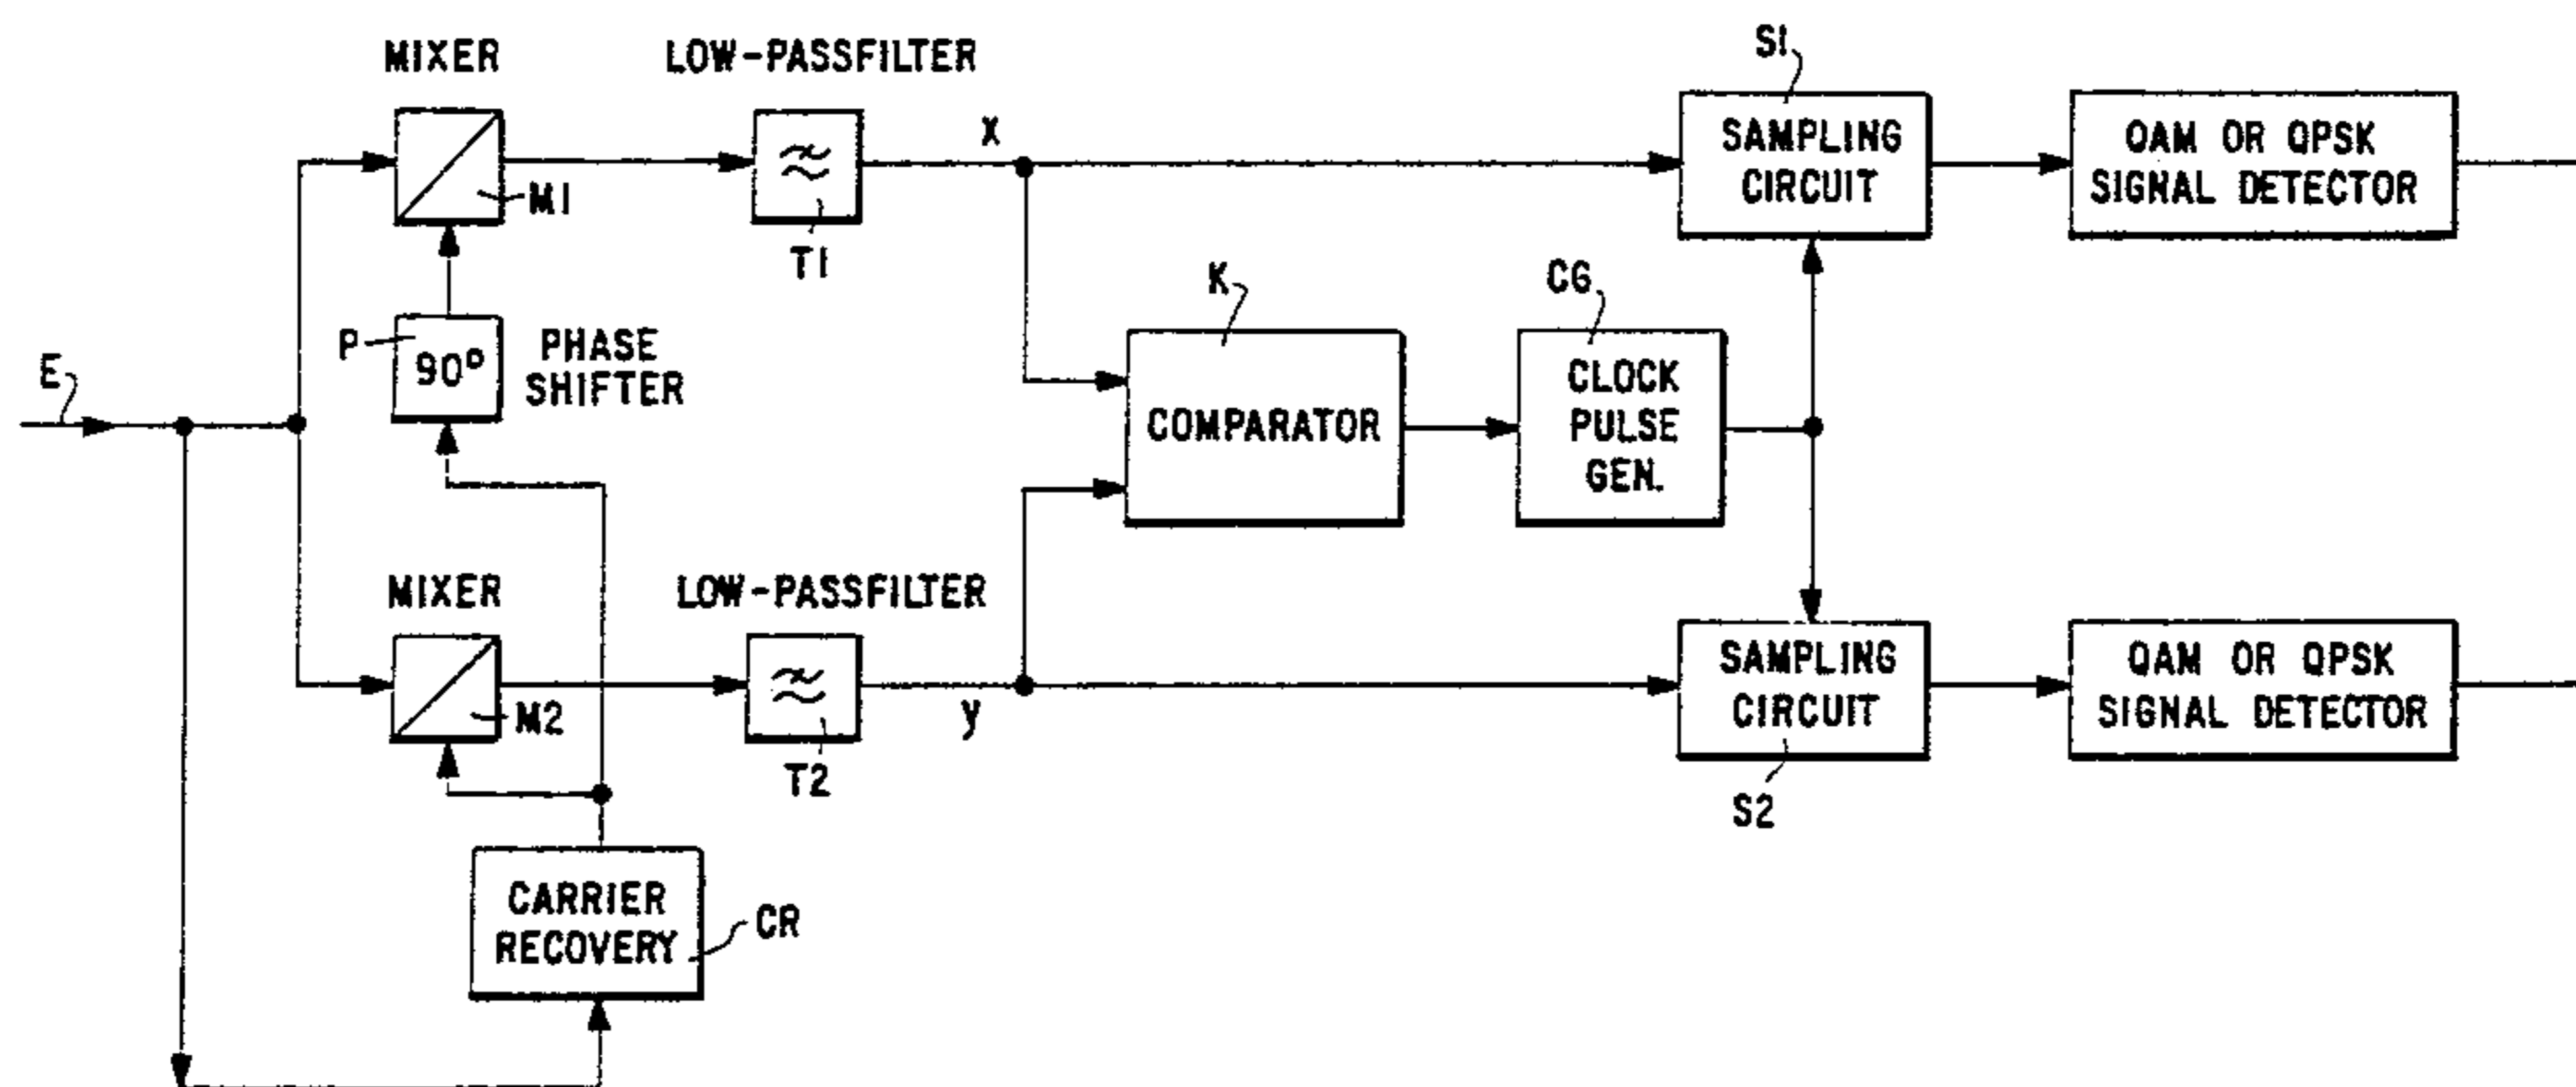 MIXER
LOW-PASSFILTER
S1
SAMPLING
CIRCUIT
QAM OR QPSK
SIGNAL DETECTOR
M1
T1
X
K
CG
P
90°
PHASE
SHIFTER
E
COMPARATOR
CLOCK
PULSE
GEN.
MIXER
LOW-PASSFILTER
M2
T2
y
SAMPLING
CIRCUIT
S2
QAM OR QPSK
SIGNAL DETECTOR
CARRIER
RECOVERY
CR